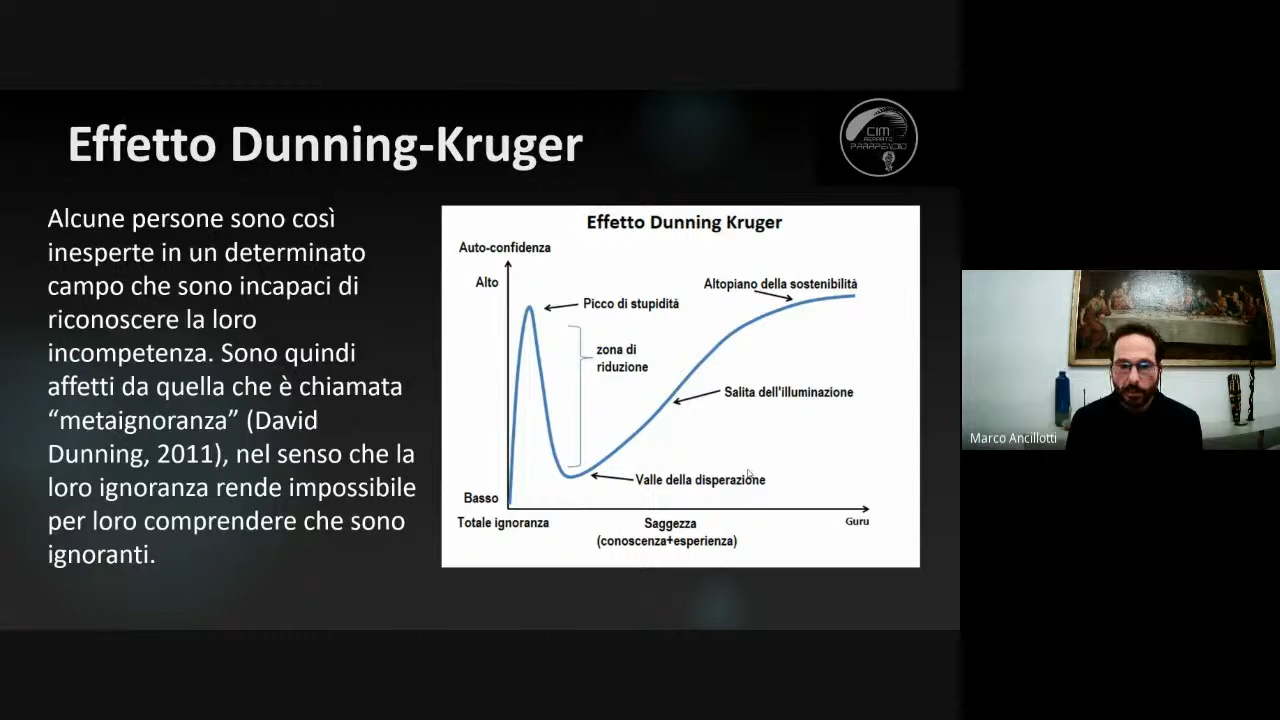 Effetto Dunning-Kruger
CIM
REPARTO
PARAPENDIO
Alcune persone sono così
inesperte in un determinato
campo che sono incapaci di
riconoscere la loro
incompetenza. Sono quindi
affetti da quella che è chiamata
“metaignoranza” (David
Dunning, 2011), nel senso che la
loro ignoranza rende impossibile
per loro comprendere che sono
ignoranti.
Effetto Dunning Kruger
Auto-confidenza
Alto
Altopiano della sostenibilità
Picco di stupidità
zona di
riduzione
Salita dell'illuminazione
Valle della disperazione
Basso
Totale ignoranza
Saggezza
(conoscenza+esperienza)
Guru
Marco Ancillotti